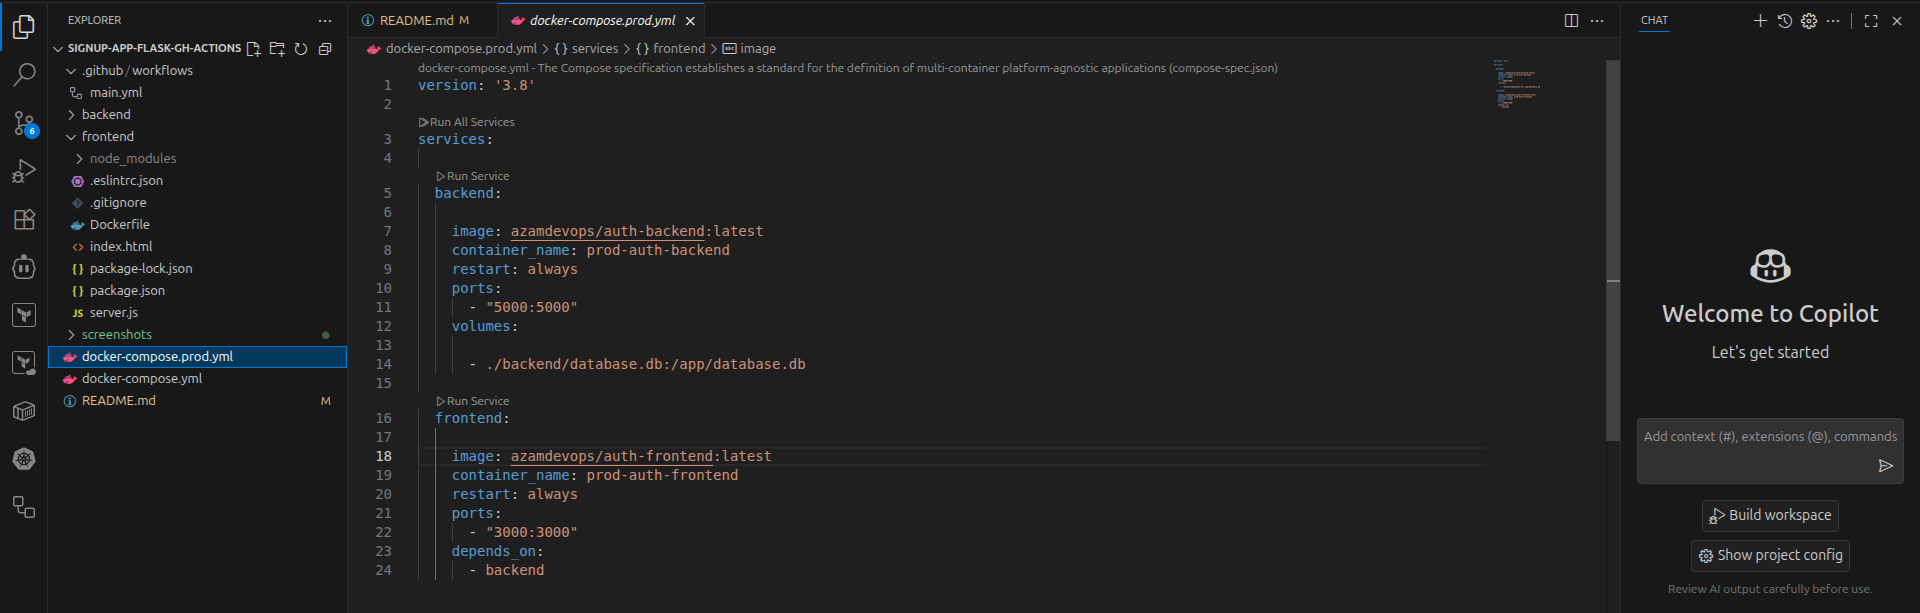 EXPLORER
SIGNUP-APP-FLASK-GH-ACTIONS
.github/workflows
main.yml
backend
frontend
node_modules
.eslintrc.json
.gitignore
Dockerfile
index.html
package-lock.json
package.json
JS server.js
screenshots
docker-compose.prod.yml
docker-compose.yml
README.md M
6
README.md M
docker-compose.prod.yml
docker-compose.prod.yml > {} services > {} frontend > abc image
docker-compose.yml - The Compose specification establishes a standard for the definition of multi-container platform-agnostic applications (compose-spec.json)
1 version: '3.8'
2
Run All Services
3 services:
4
Run Service
5 backend:
6
7 image: azamdevops/auth-backend:latest
8 container_name: prod-auth-backend
9 restart: always
10 ports:
11 - "5000:5000"
12 volumes:
13
14 - ./backend/database.db:/app/database.db
15
Run Service
16 frontend:
17
18 image: azamdevops/auth-frontend:latest
19 container_name: prod-auth-frontend
20 restart: always
21 ports:
22 - "3000:3000"
23 depends_on:
24 - backend
CHAT
Welcome to Copilot
Let's get started
Add context (#), extensions (@), commands
Build workspace
Show project config
Review AI output carefully before use.